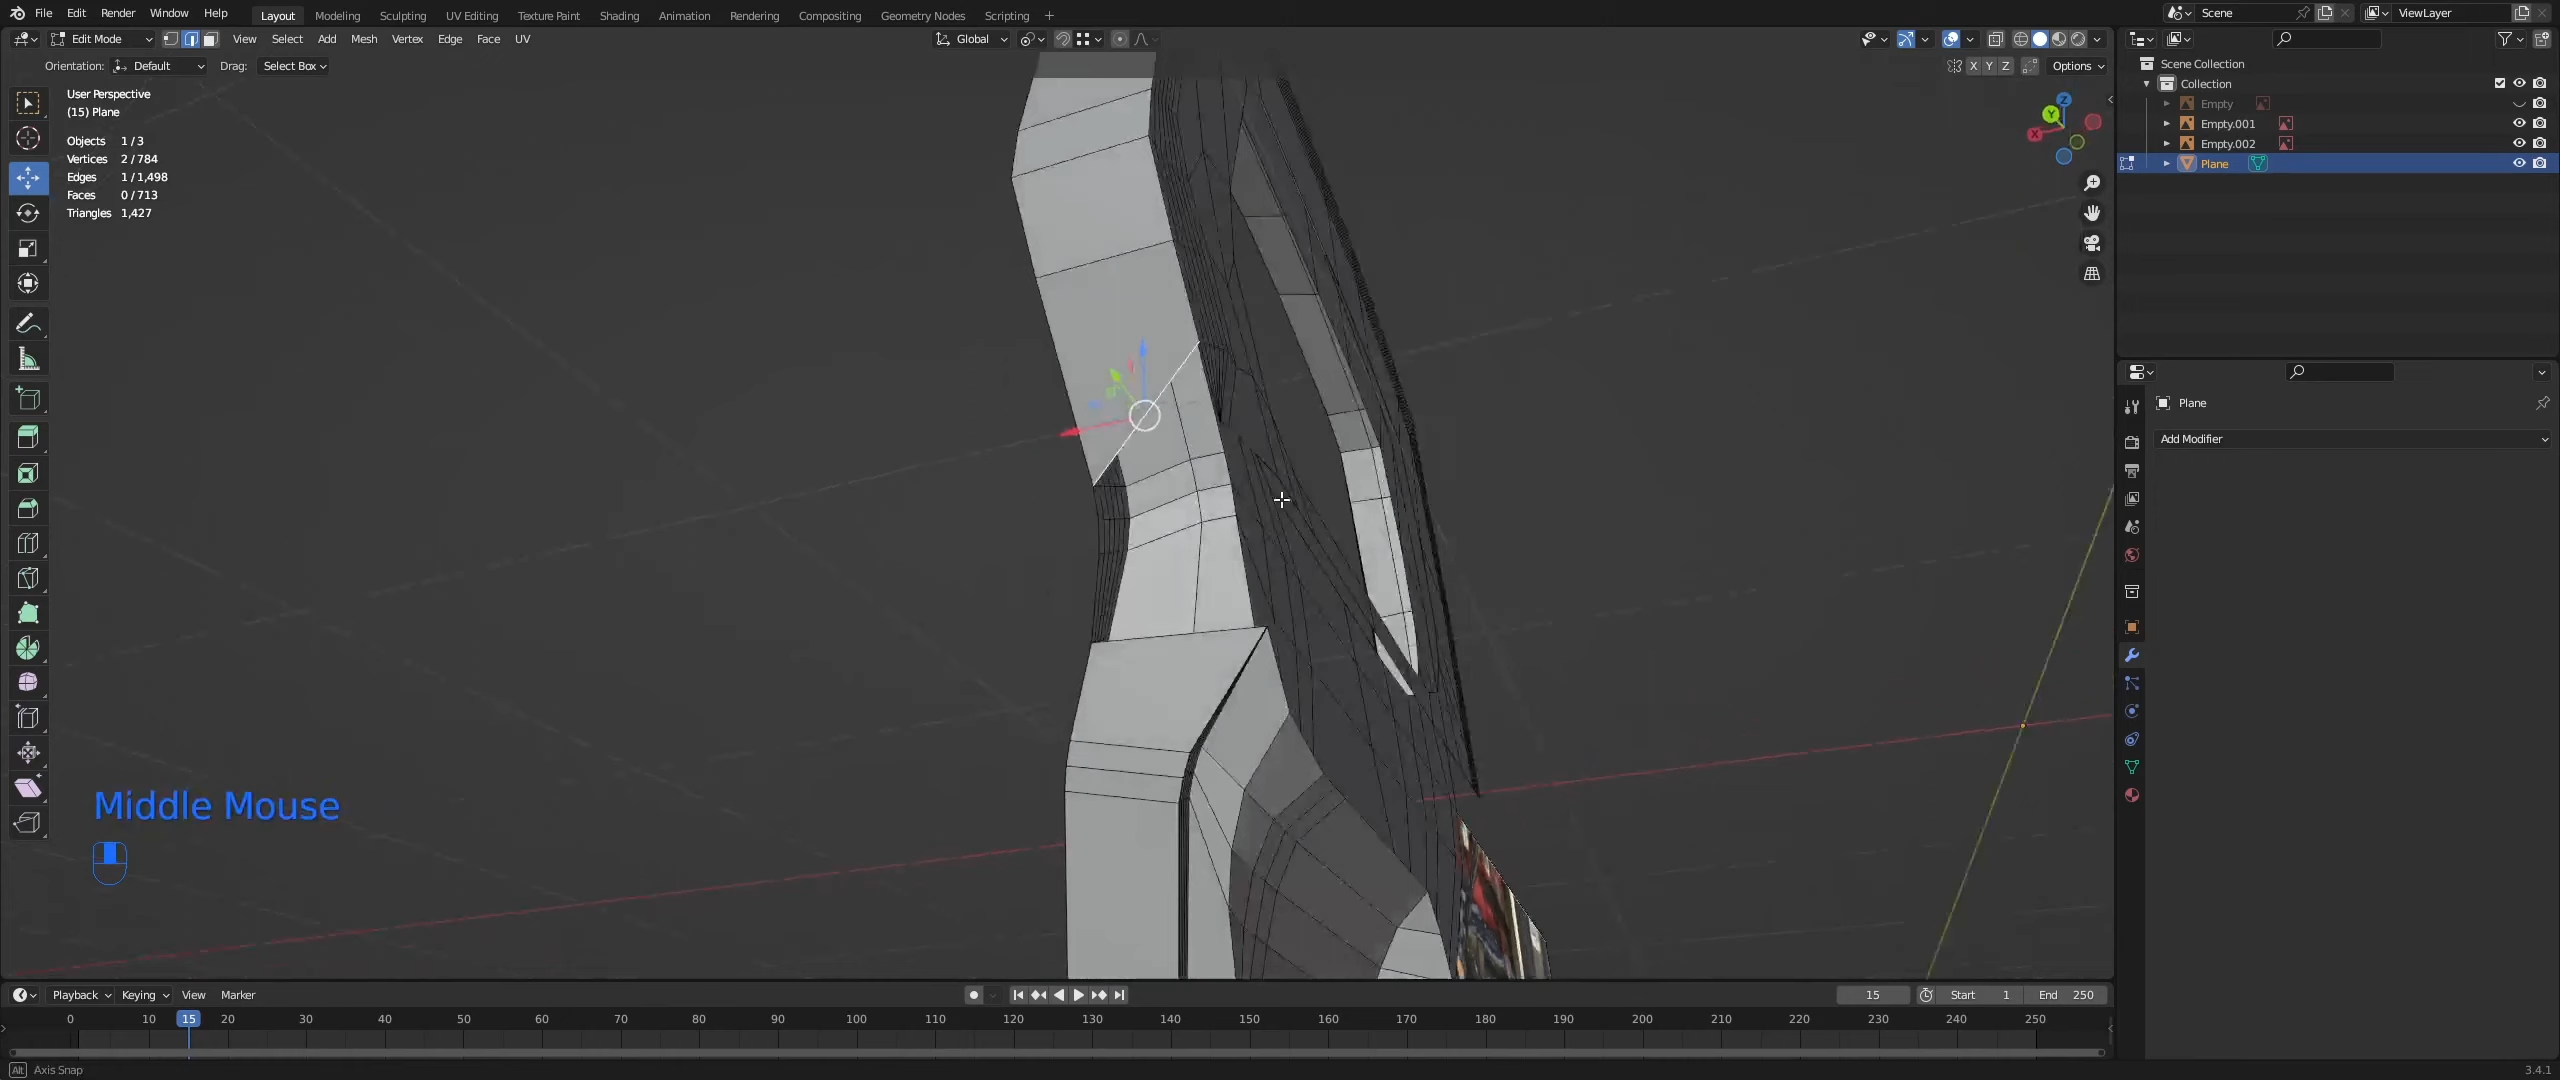 File Edit Render Window Help Layout Modeling Sculpting UV Editing Texture Paint Shading Animation Rendering Compositing Geometry Nodes Scripting + Scene ViewLayer
Edit Mode View Select Add Mesh Vertex Edge Face UV Global
Orientation: Default Drag: Select Box X Y Z Options
User Perspective
(15) Plane
Objects 1 / 3
Vertices 2 / 784
Edges 1 / 1,498
Faces 0 / 713
Triangles 1,427
Z
Y
X
Scene Collection
Collection
Empty
Empty.001
Empty.002
Plane
Plane
Add Modifier
Middle Mouse
Playback Keying View Marker 15 Start 1 End 250
0 10 15 20 30 40 50 60 70 80 90 100 110 120 130 140 150 160 170 180 190 200 210 220 230 240 250
Alt Axis Snap 3.4.1